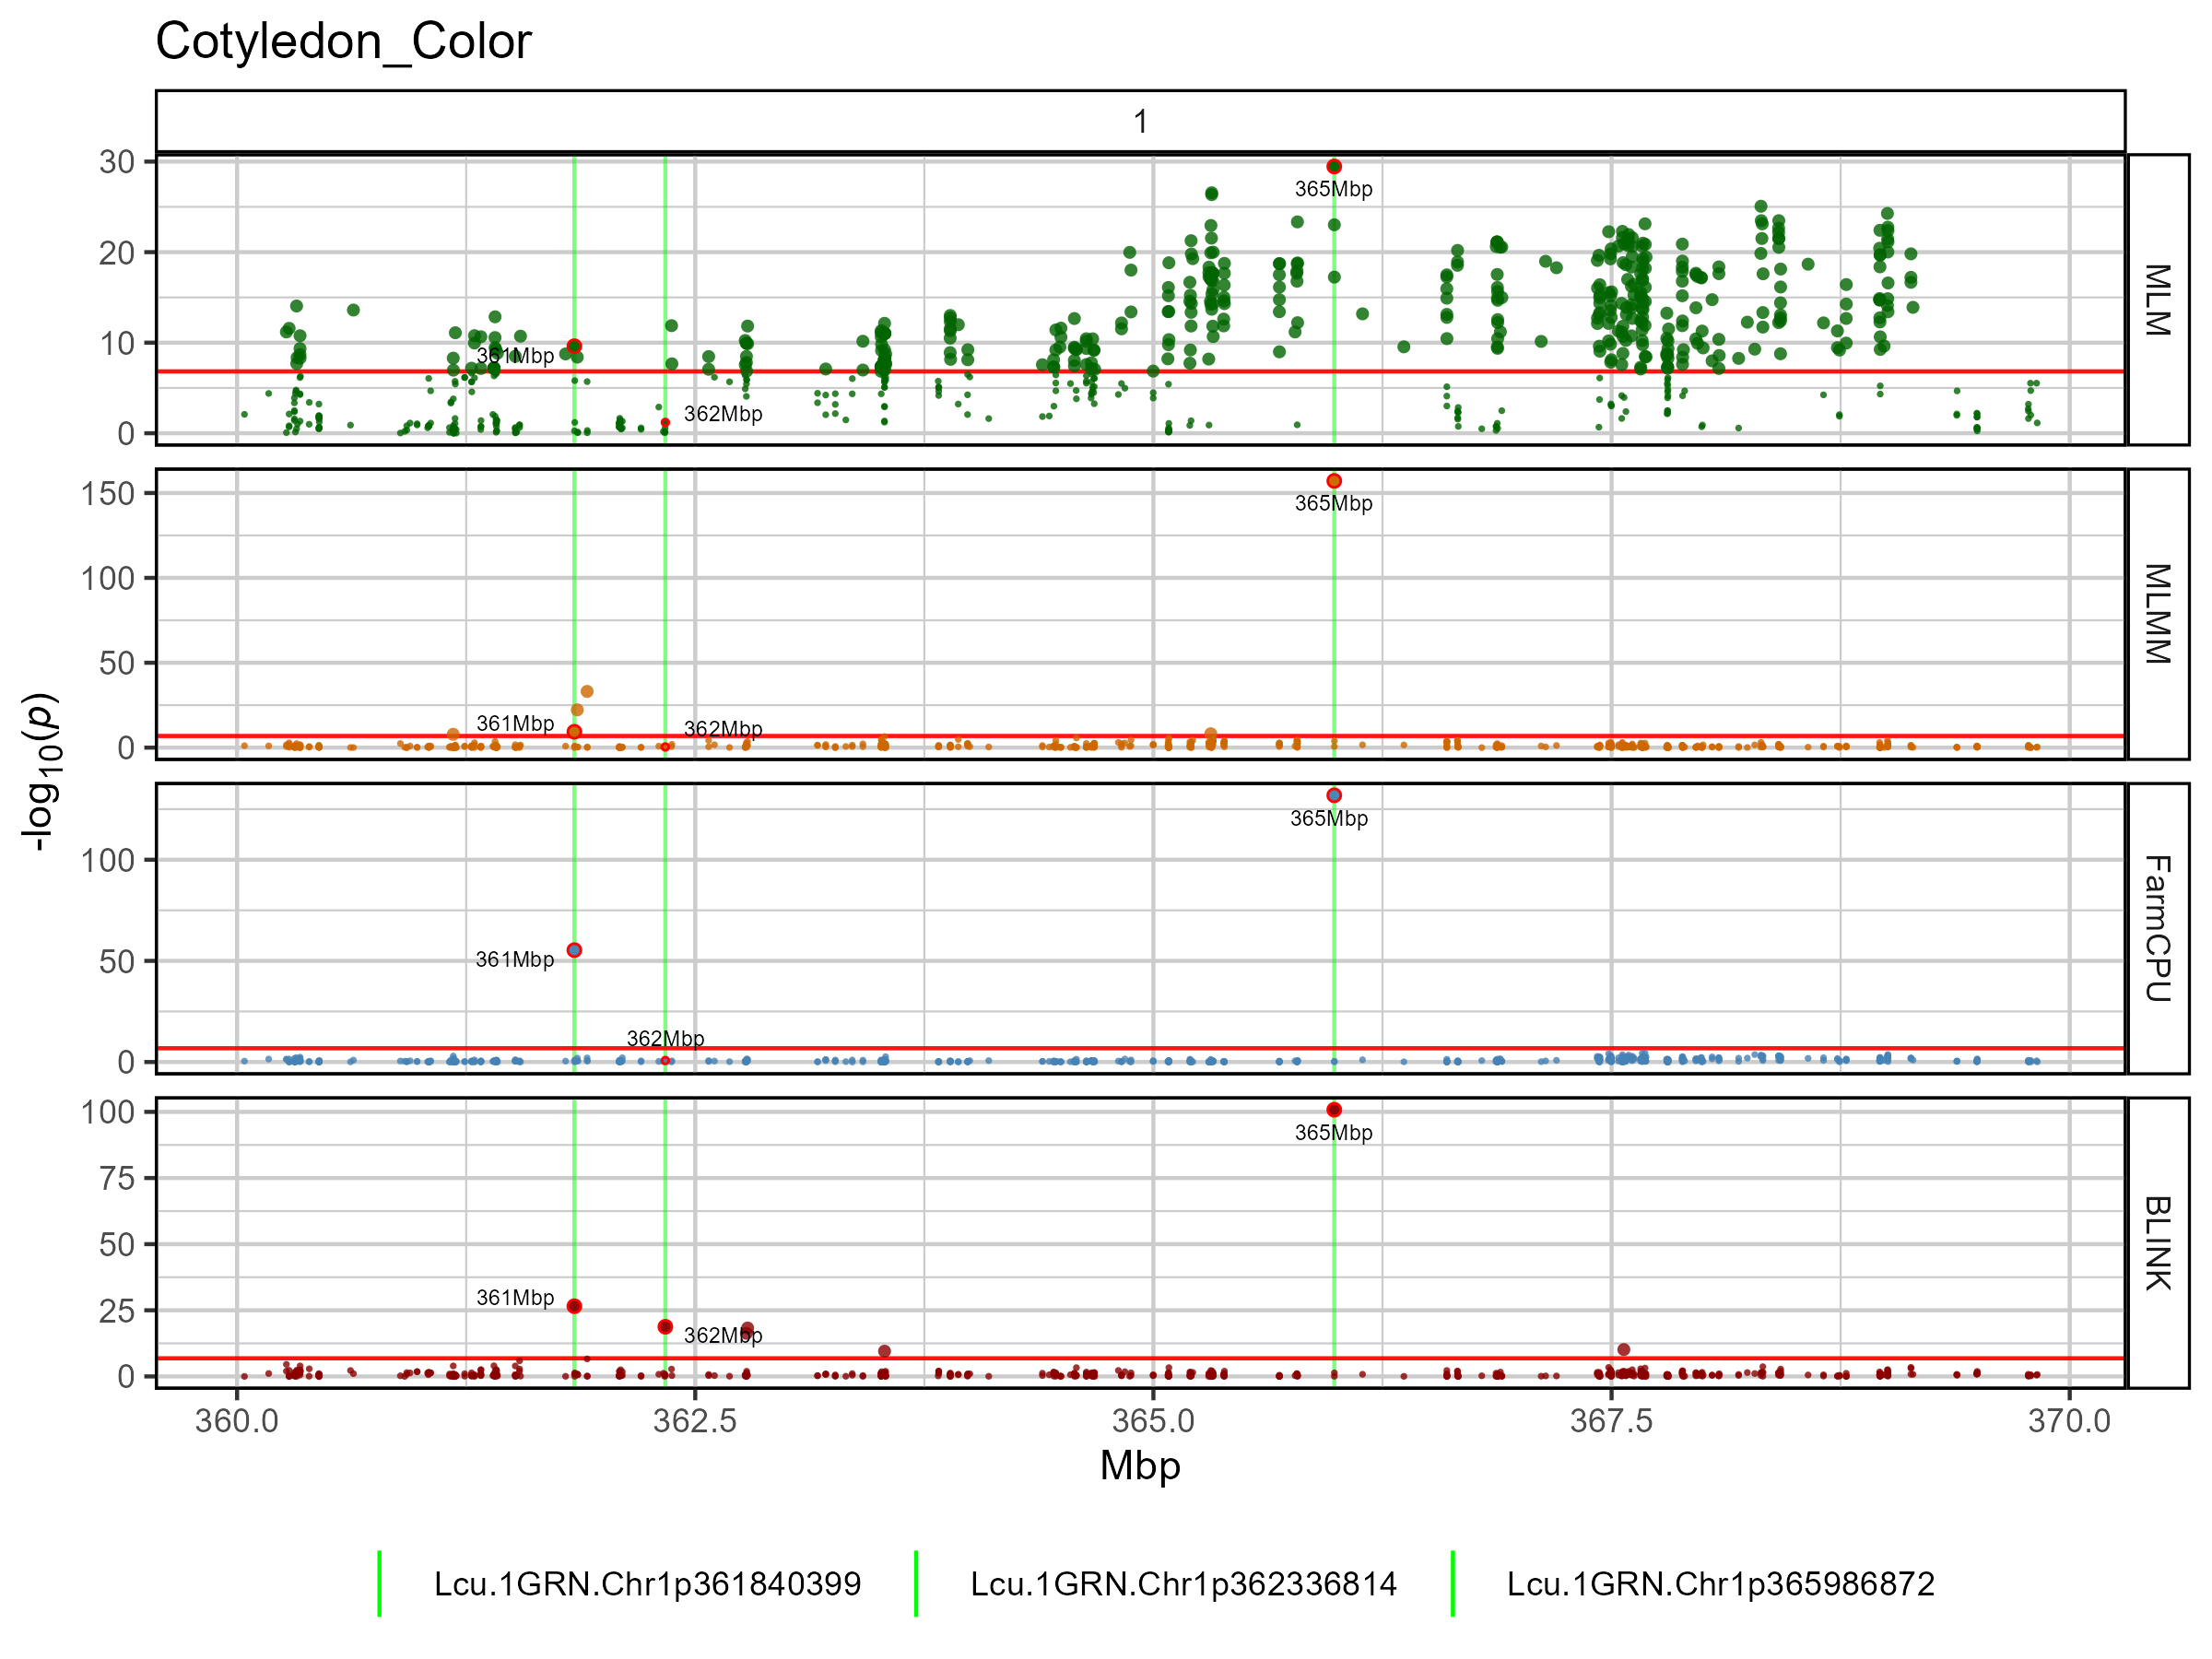 Cotyledon_Color
1
30
20
10
0
365Mbp
361Mbp
362Mbp
MLM
150
100
50
0
365Mbp
361Mbp
362Mbp
MLMM
100
50
0
365Mbp
361Mbp
362Mbp
FarmCPU
100
75
50
25
0
365Mbp
361Mbp
362Mbp
BLINK
-log10(p)
360.0 362.5 365.0 367.5 370.0
Mbp
Lcu.1GRN.Chr1p361840399 Lcu.1GRN.Chr1p362336814 Lcu.1GRN.Chr1p365986872